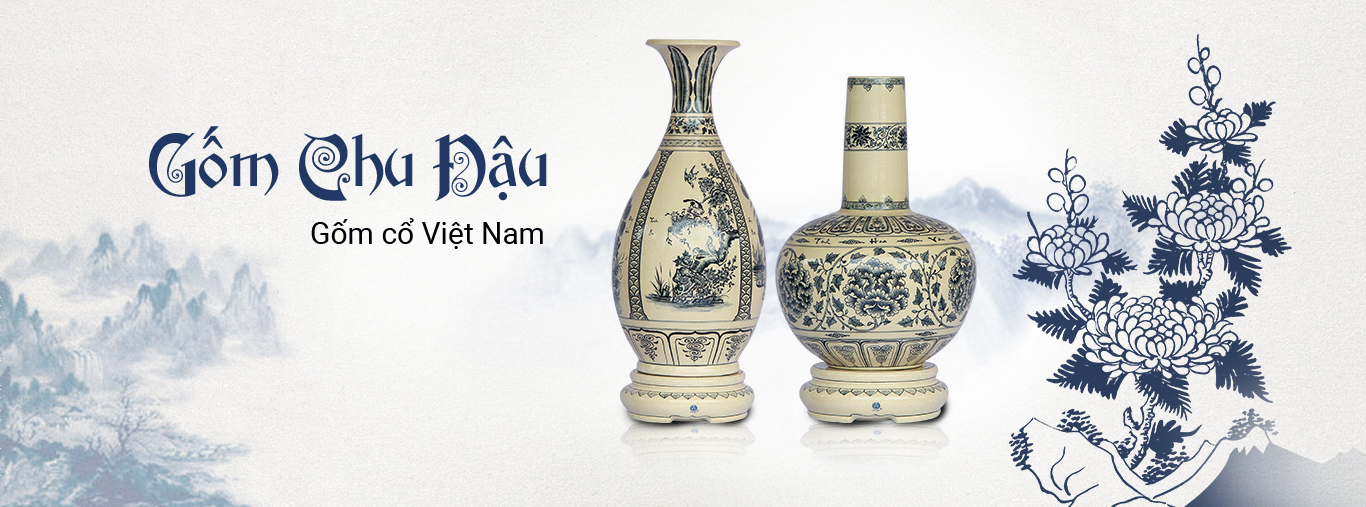 Gốm Chu Đậu
Gốm cổ Việt Nam